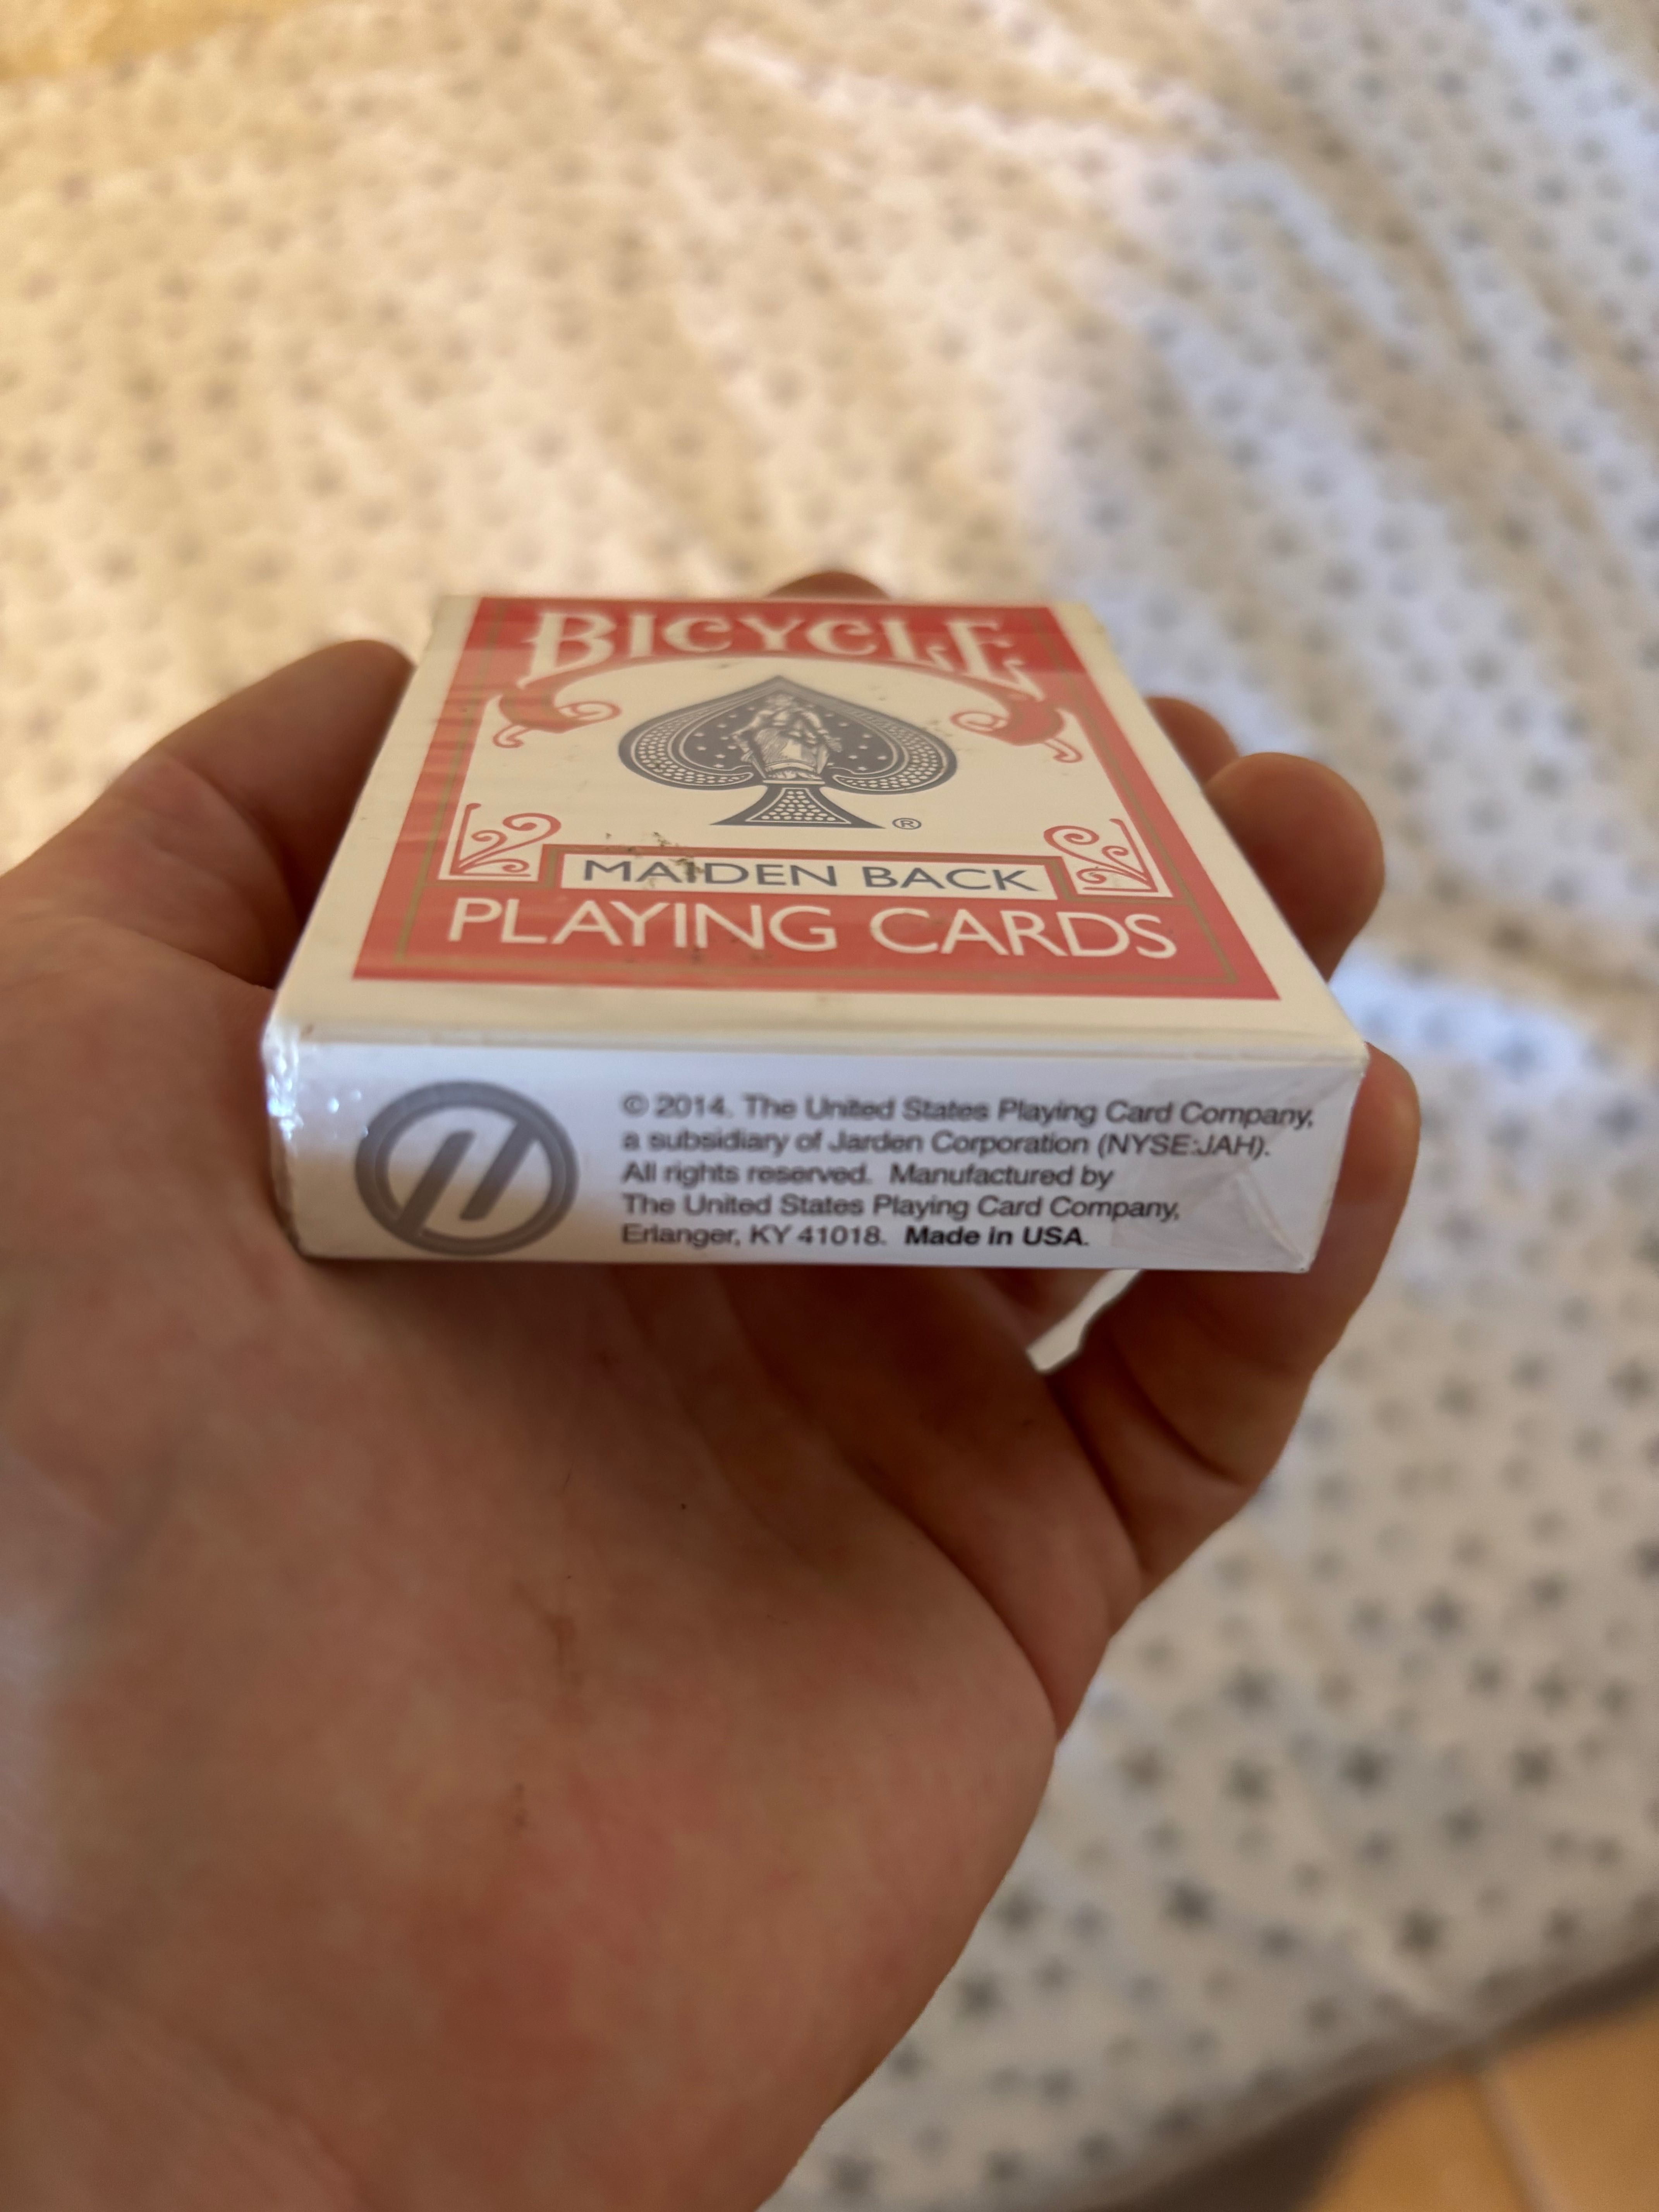 BICYCLE
®
MAIDEN BACK
PLAYING CARDS
© 2014. The United States Playing Card Company,
a subsidiary of Jarden Corporation (NYSE:JAH).
All rights reserved. Manufactured by
The United States Playing Card Company,
Erlanger, KY 41018. Made in USA.